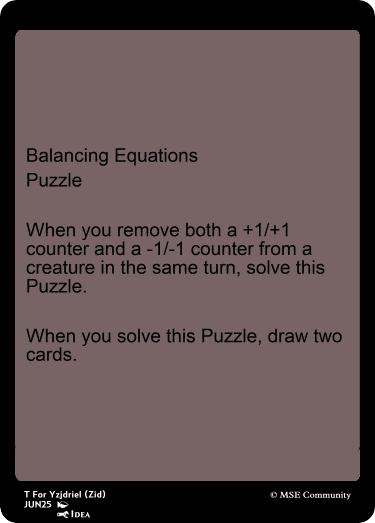 Balancing Equations
Puzzle
When you remove both a +1/+1
counter and a -1/-1 counter from a
creature in the same turn, solve this
Puzzle.
When you solve this Puzzle, draw two
cards.
T For Yzjdriel (Zid)
JUN25
Idea
© MSE Community